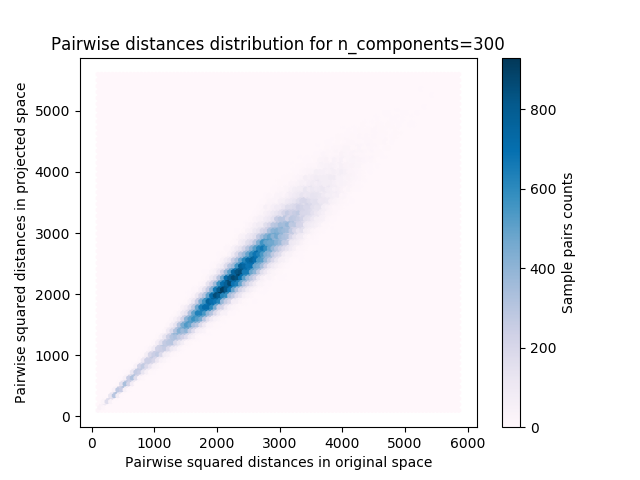 Pairwise distances distribution for n_components=300
Pairwise squared distances in projected space
5000
4000
3000
2000
1000
0
0 1000 2000 3000 4000 5000 6000
Pairwise squared distances in original space
800
600
400
200
0
Sample pairs counts